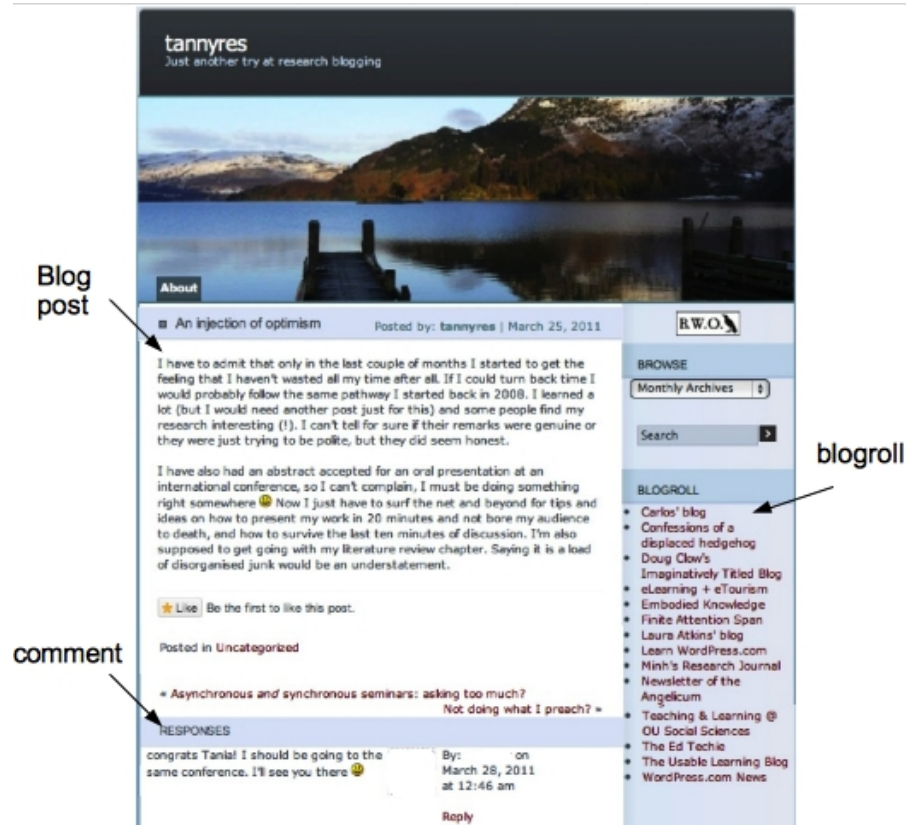 tannyres
Just another try at research blogging
About
Blog
post
An injection of optimism
Posted by: tannyres | March 25, 2011
I have to admit that only in the last couple of months I started to get the
feeling that I haven't wasted all my time after all. If I could turn back time I
would probably follow the same pathway I started back in 2008. I learned a
lot (but I would need another post just for this) and some people find my
research interesting (!). I can't tell for sure if their remarks were genuine or
they were just trying to be polite, but they did seem honest.
I have also had an abstract accepted for an oral presentation at an
international conference, so I can't complain, I must be doing something
right somewhere Now I just have to surf the net and beyond for tips and
ideas on how to present my work in 20 minutes and not bore my audience
to death, and how to survive the last ten minutes of discussion. I'm also
supposed to get going with my literature review chapter. Saying it is a load
of disorganised junk would be an understatement.
Like Be the first to like this post.
Posted in Uncategorized
« Asynchronous and synchronous seminars: asking too much?
Not doing what I preach? »
comment
RESPONSES
congrats Tania! I should be going to the
same conference. I'll see you there
By: on
March 28, 2011
at 12:46 am
Reply
B.W.O.
BROWSE
Monthly Archives
Search
blogroll
BLOGROLL
Carlos' blog
Confessions of a
displaced hedgehog
Doug Clow's
Imaginatively Titled Blog
eLearning + eTourism
Embodied Knowledge
Finite Attention Span
Laura Atkins' blog
Learn WordPress.com
Minh's Research Journal
Newsletter of the
Angelicum
Teaching & Learning @
OU Social Sciences
The Ed Techie
The Usable Learning Blog
WordPress.com News